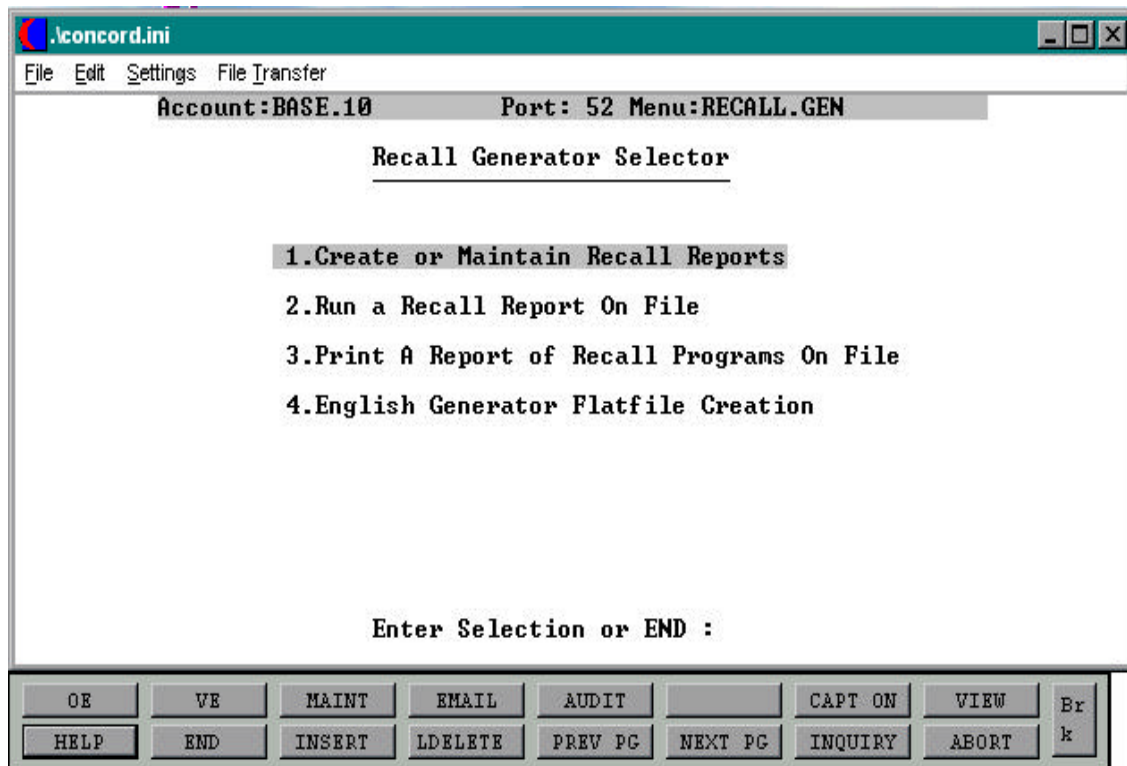 .\concord.ini
File Edit Settings File Transfer
Account:BASE.10 Port: 52 Menu:RECALL.GEN
Recall Generator Selector
1.Create or Maintain Recall Reports
2.Run a Recall Report On File
3.Print A Report of Recall Programs On File
4.English Generator Flatfile Creation
Enter Selection or END :
OE VE MAINT EMAIL AUDIT CAPT ON VIEW Br
HELP END INSERT LDELETE PREV PG NEXT PG INQUIRY ABORT k